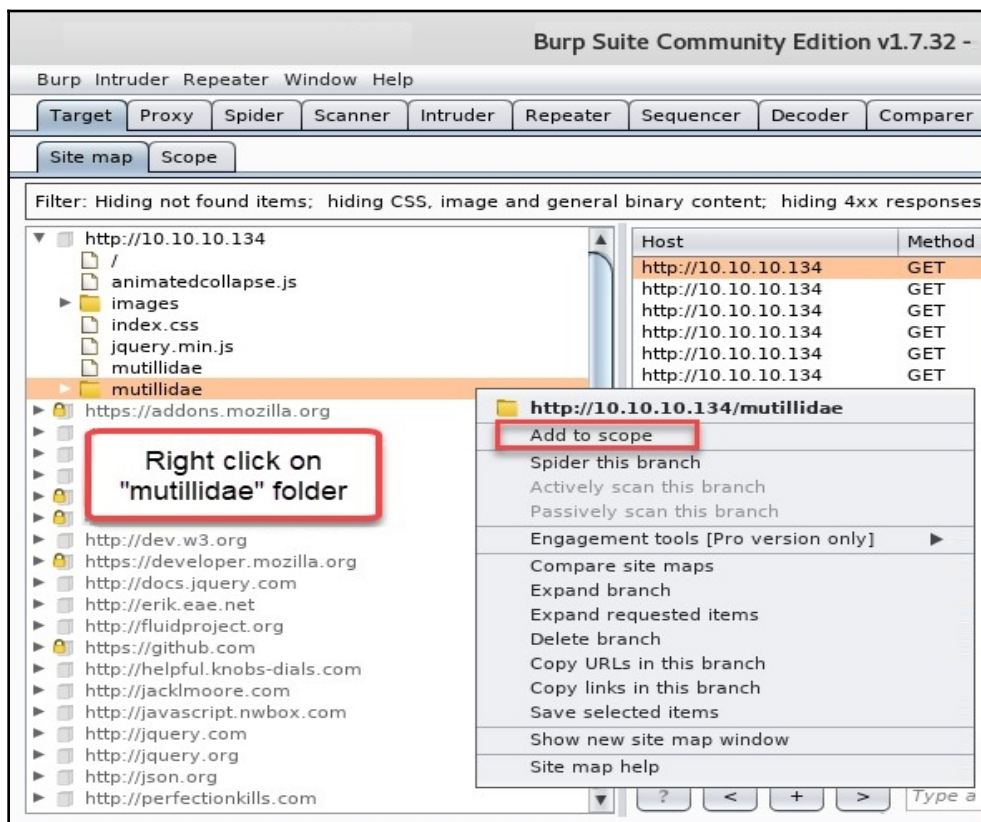 Burp Suite Community Edition v1.7.32 -
Burp Intruder Repeater Window Help
Target Proxy Spider Scanner Intruder Repeater Sequencer Decoder Comparer
Site map Scope
Filter: Hiding not found items; hiding CSS, image and general binary content; hiding 4xx responses
http://10.10.10.134
/
animatedcollapse.js
images
index.css
jquery.min.js
mutillidae
mutillidae
https://addons.mozilla.org
Right click on
"mutillidae" folder
http://dev.w3.org
https://developer.mozilla.org
http://docs.jquery.com
http://erik.eae.net
http://fluidproject.org
https://github.com
http://helpful.knobs-dials.com
http://jacklmoore.com
http://javascript.nwbox.com
http://jquery.com
http://jquery.org
http://json.org
http://perfectionkills.com
Host Method
http://10.10.10.134 GET
http://10.10.10.134 GET
http://10.10.10.134 GET
http://10.10.10.134 GET
http://10.10.10.134 GET
http://10.10.10.134 GET
http://10.10.10.134/mutillidae
Add to scope
Spider this branch
Actively scan this branch
Passively scan this branch
Engagement tools [Pro version only]
Compare site maps
Expand branch
Expand requested items
Delete branch
Copy URLs in this branch
Copy links in this branch
Save selected items
Show new site map window
Site map help
? < + > Type a